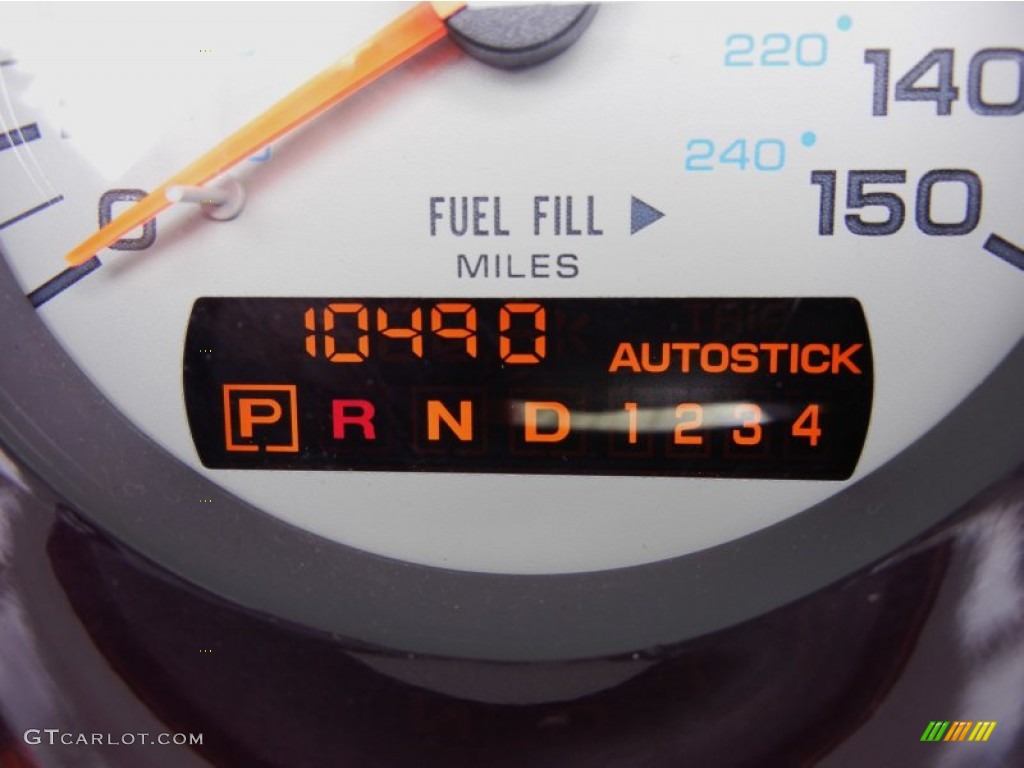 220
140
240
150
0
FUEL FILL
MILES
10490
AUTOSTICK
P R N D 1 2 3 4
GTCARLOT.COM